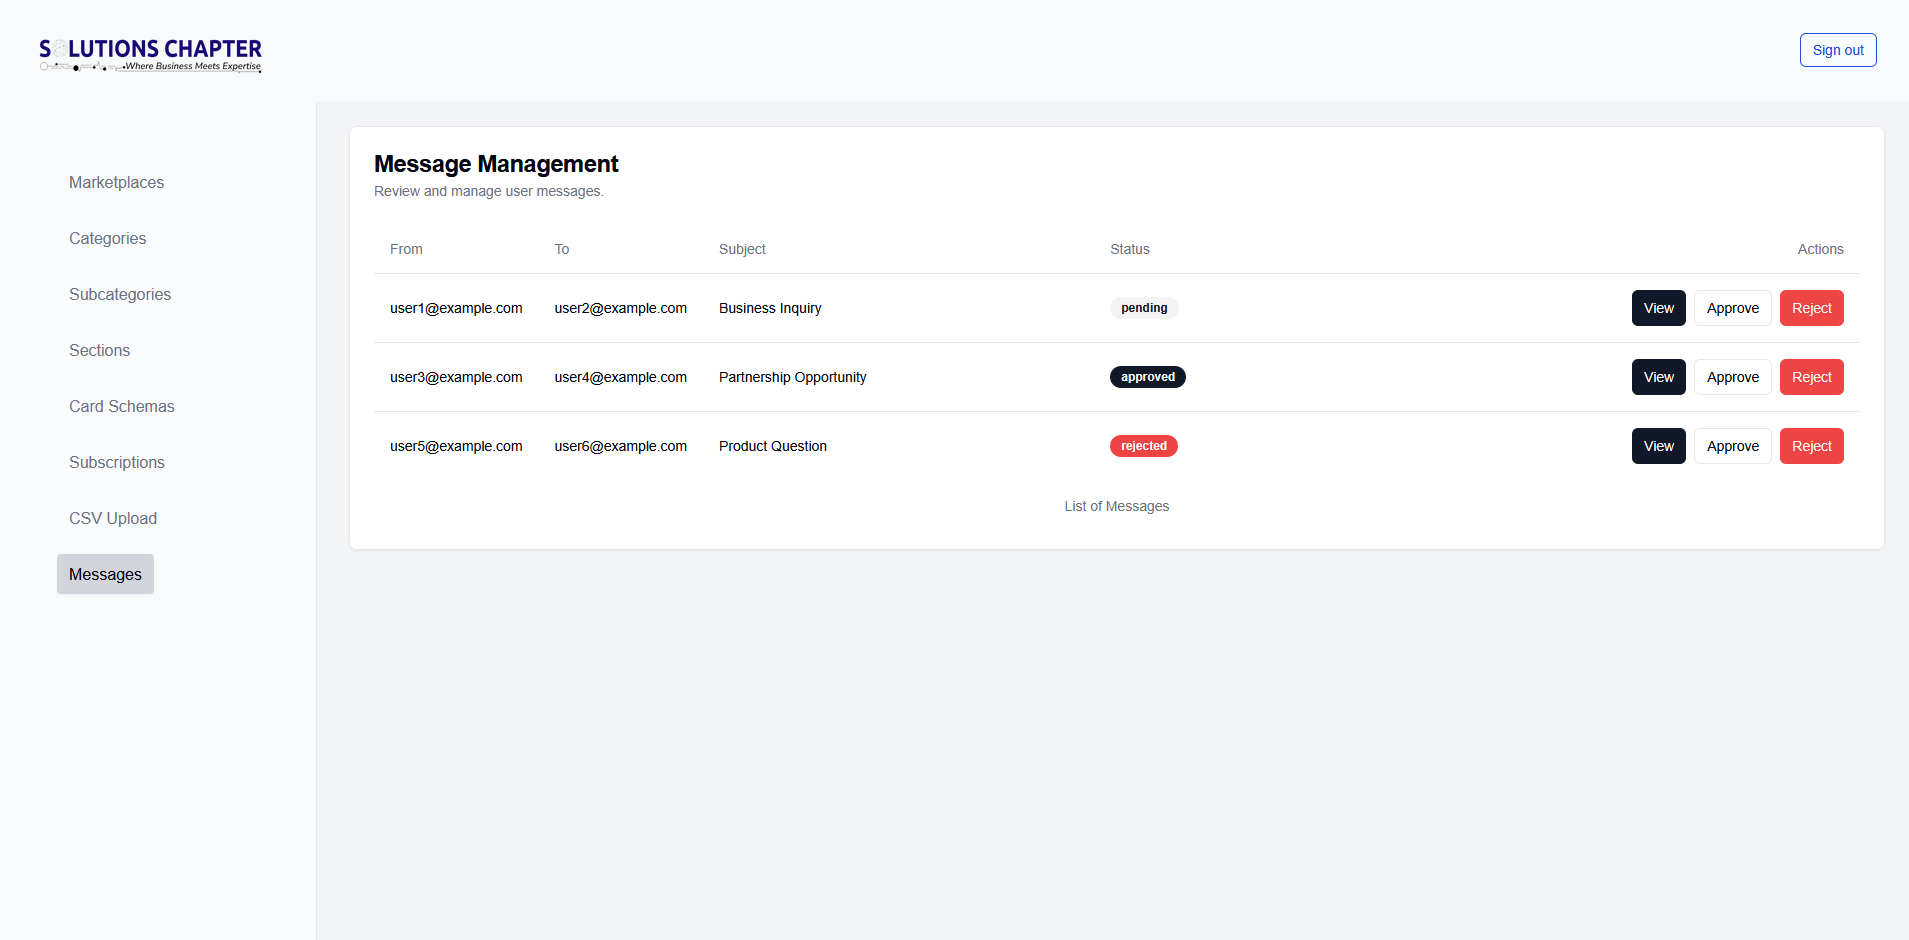 SOLUTIONS CHAPTER
Where Business Meets Expertise
Sign out
Marketplaces
Categories
Subcategories
Sections
Card Schemas
Subscriptions
CSV Upload
Messages
Message Management
Review and manage user messages.
From To Subject Status Actions
user1@example.com user2@example.com Business Inquiry pending View Approve Reject
user3@example.com user4@example.com Partnership Opportunity approved View Approve Reject
user5@example.com user6@example.com Product Question rejected View Approve Reject
List of Messages